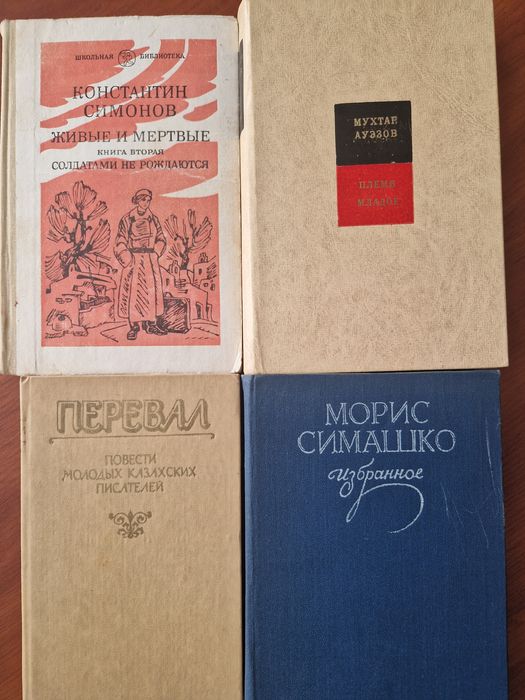 ШКОЛЬНАЯ БИБЛИОТЕКА
КОНСТАНТИН
СИМОНОВ
ЖИВЫЕ И МЕРТВЫЕ
КНИГА ВТОРАЯ
СОЛДАТАМИ НЕ РОЖДАЮТСЯ
МУХТАР
АУЭЗОВ
ПЛЕМЯ
МЛАДОЕ
ПЕРЕВАЛ
ПОВЕСТИ
МОЛОДЫХ КАЗАХСКИХ
ПИСАТЕЛЕЙ
МОРИС
СИМАШКО
Избранное